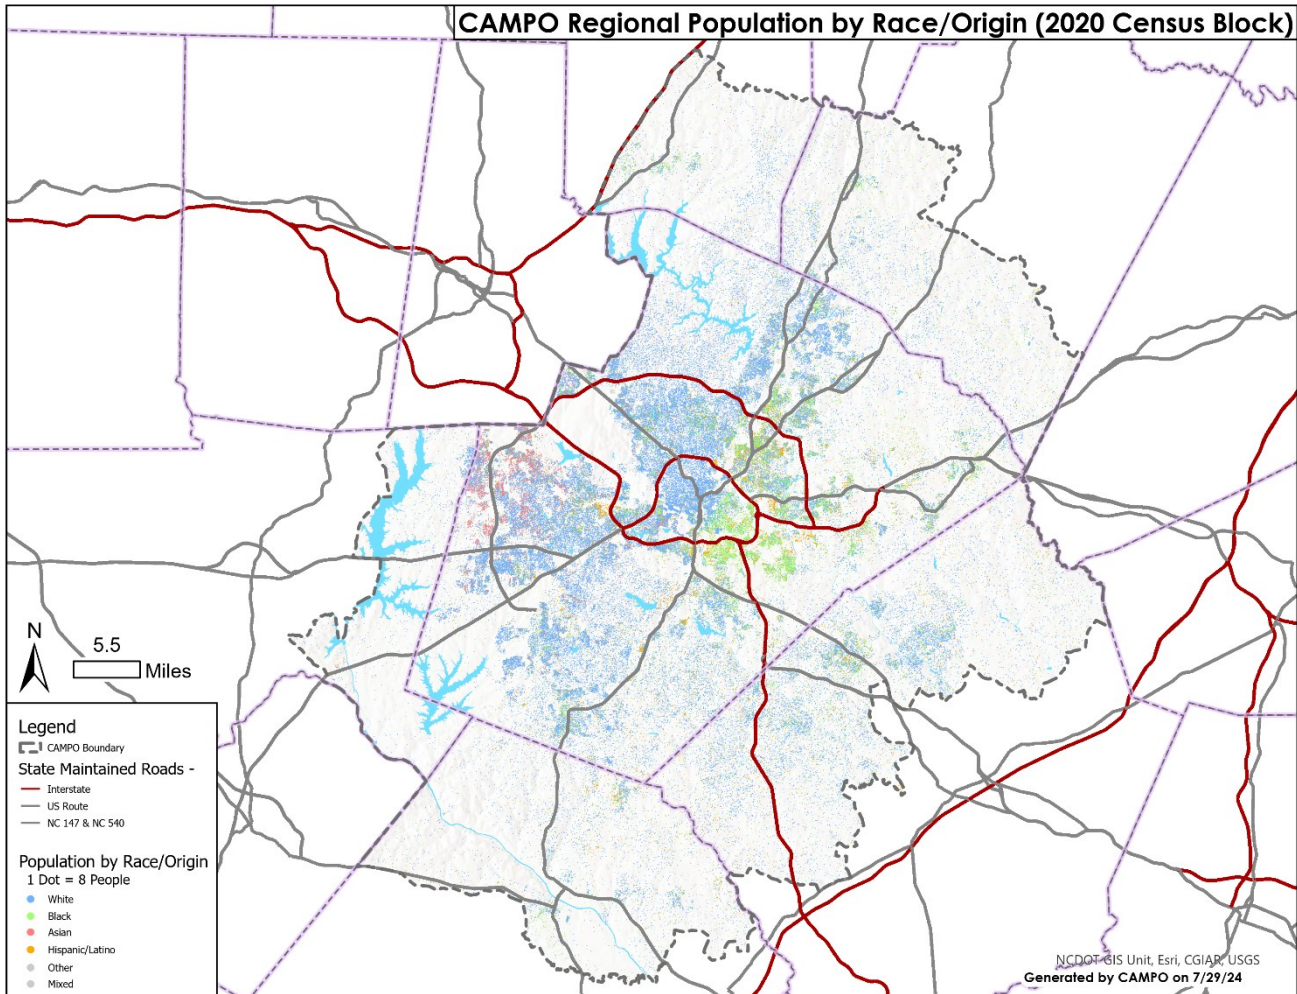 CAMPO Regional Population by Race/Origin (2020 Census Block)
N
5.5
Miles
Legend
CAMPO Boundary
State Maintained Roads -
Interstate
US Route
NC 147 & NC 540
Population by Race/Origin
1 Dot = 8 People
White
Black
Asian
Hispanic/Latino
Other
Mixed
NCDOT GIS Unit, Esri, CGIAR, USGS
Generated by CAMPO on 7/29/24